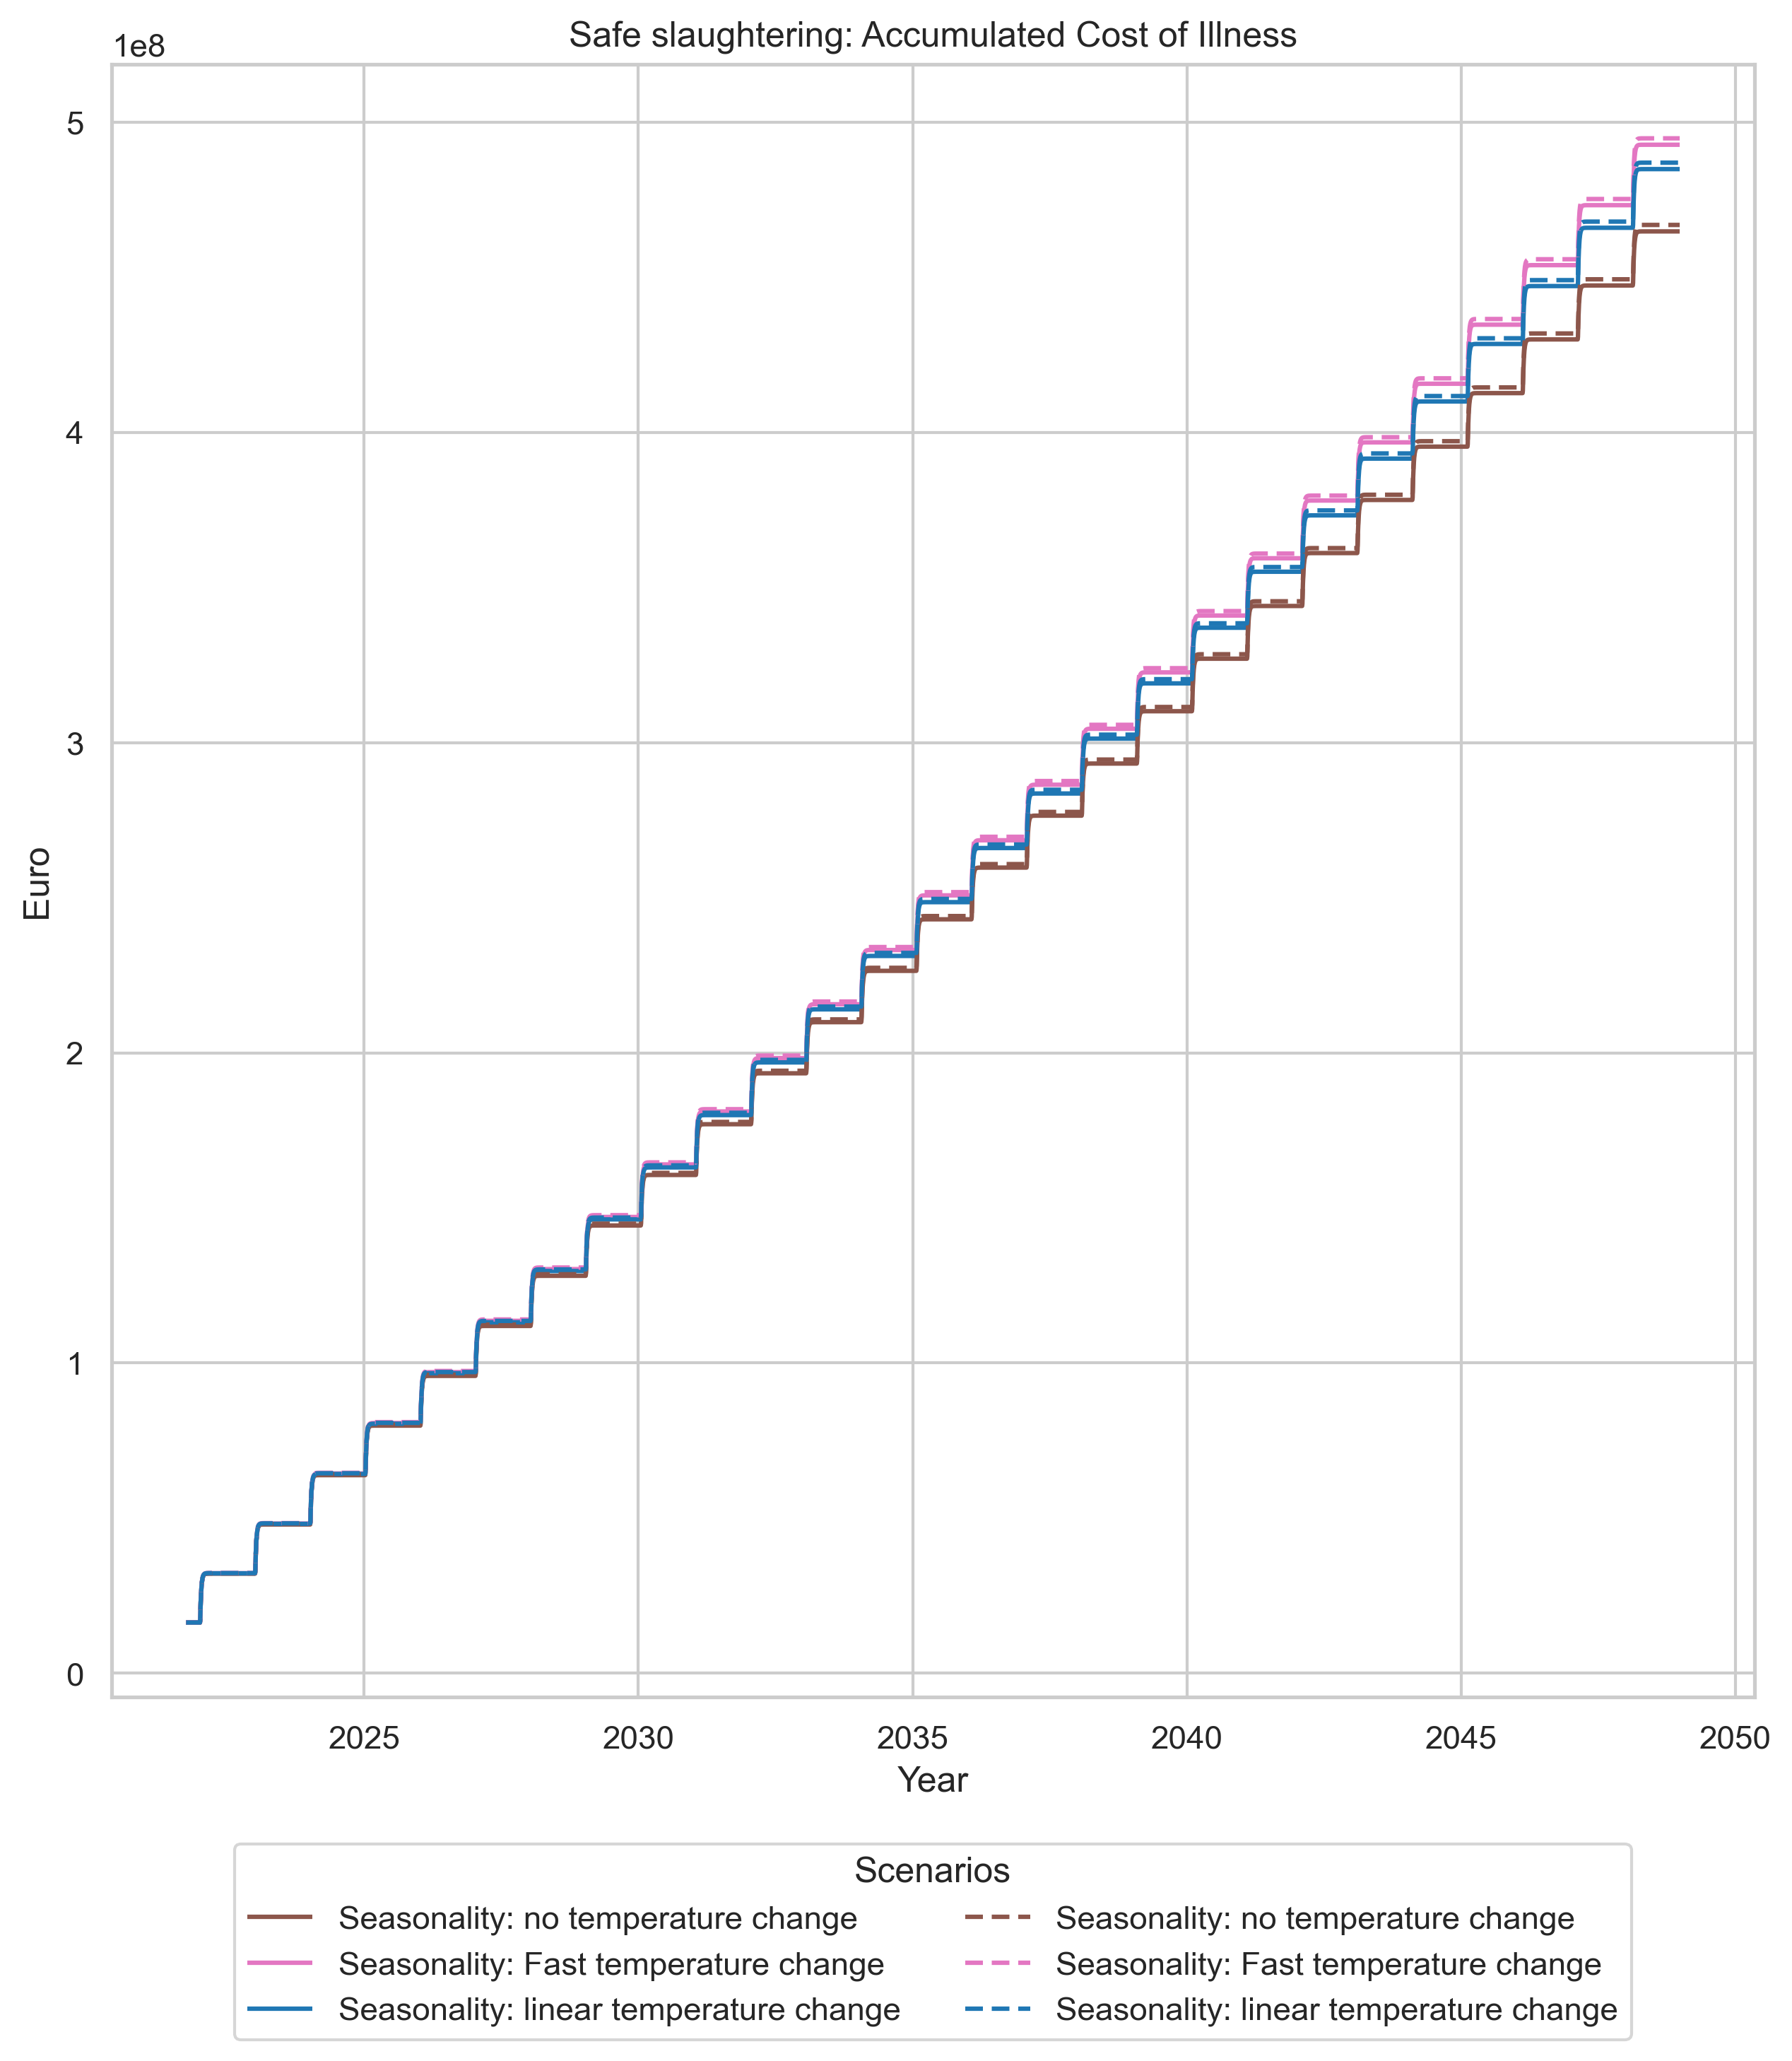 Safe slaughtering: Accumulated Cost of Illness
1e8
5
4
3
2
1
0
Euro
2025 2030 2035 2040 2045 2050
Year
Scenarios
Seasonality: no temperature change Seasonality: no temperature change
Seasonality: Fast temperature change Seasonality: Fast temperature change
Seasonality: linear temperature change Seasonality: linear temperature change